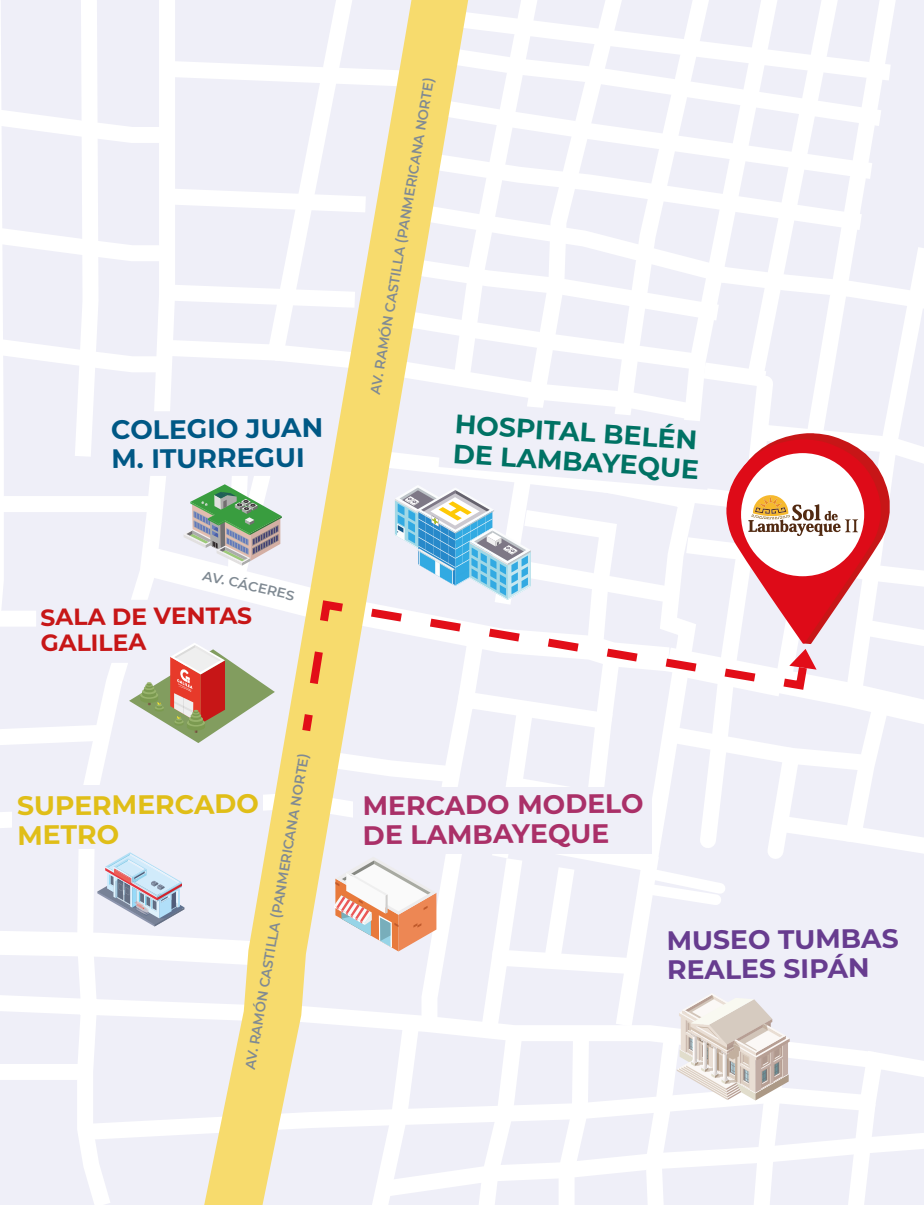 AV. RAMÓN CASTILLA (PANMERICANA NORTE)
COLEGIO JUAN
M. ITURREGUI
HOSPITAL BELÉN
DE LAMBAYEQUE
H
Sol de
Lambayeque II
AV. CÁCERES
SALA DE VENTAS
GALILEA
G
GALILEA
SUPERMERCADO
METRO
MERCADO MODELO
DE LAMBAYEQUE
AV. RAMÓN CASTILLA (PANMERICANA NORTE)
MUSEO TUMBAS
REALES SIPÁN